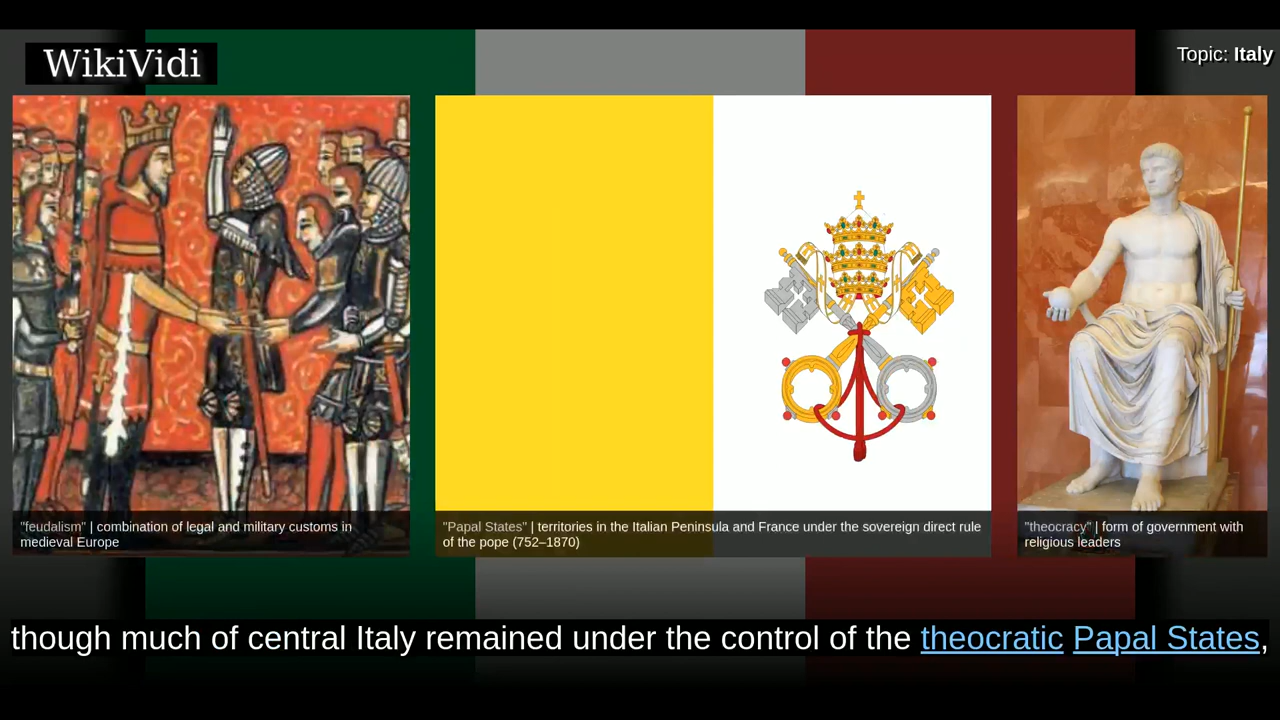 WikiVidi
Topic: Italy
"feudalism" | combination of legal and military customs in
medieval Europe
"Papal States" | territories in the Italian Peninsula and France under the sovereign direct rule
of the pope (752–1870)
"theocracy" | form of government with
religious leaders
though much of central Italy remained under the control of the theocratic Papal States,